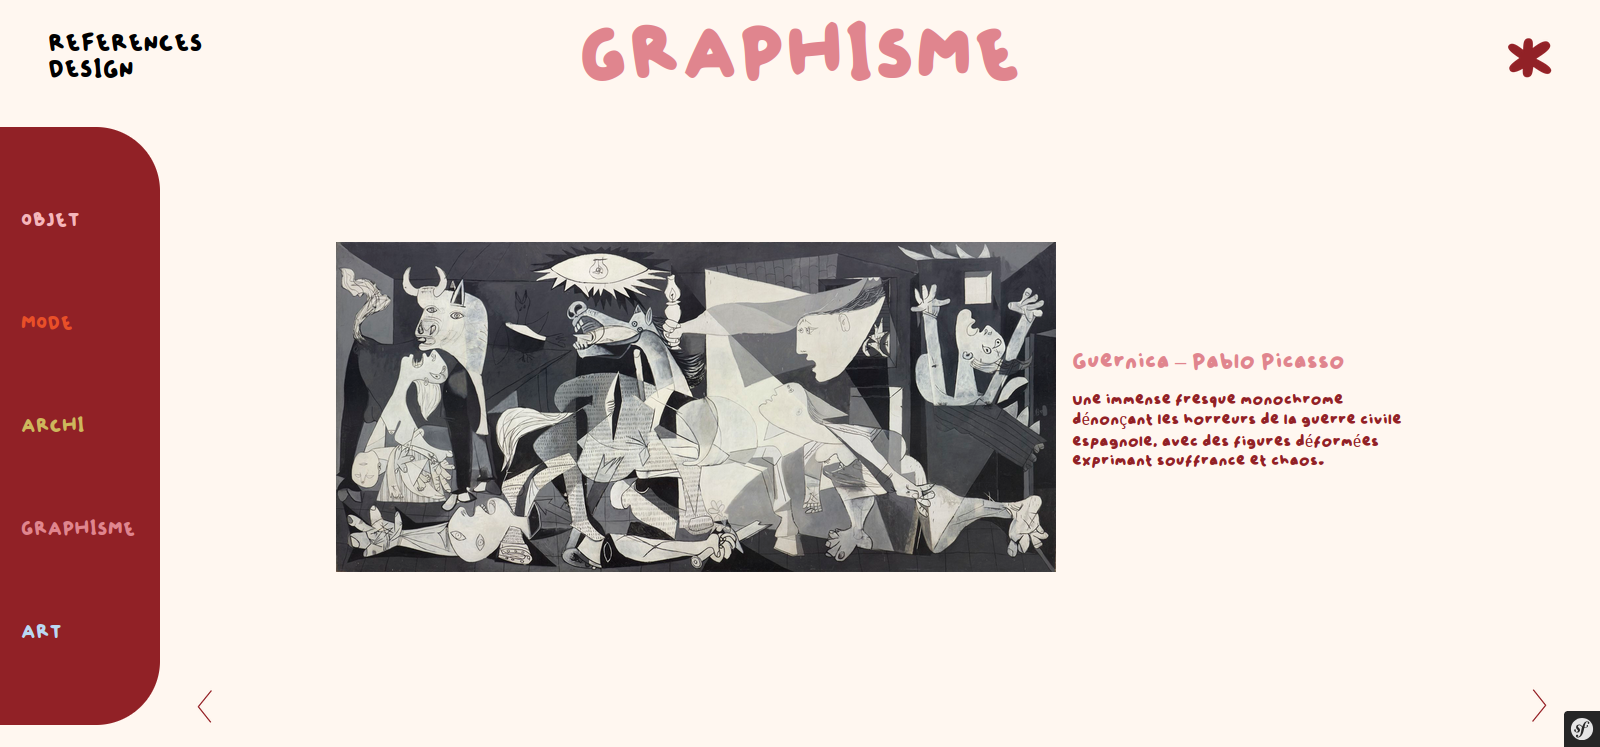 REFERENCES
DESIGN
GRAPHISME
OBJET
MODE
ARCHI
GRAPHISME
ART
Guernica – Pablo Picasso
une immense fresque monochrome
dénonçant les horreurs de la guerre civile
espagnole, avec des figures déformées
exprimant souffrance et chaos.
sf